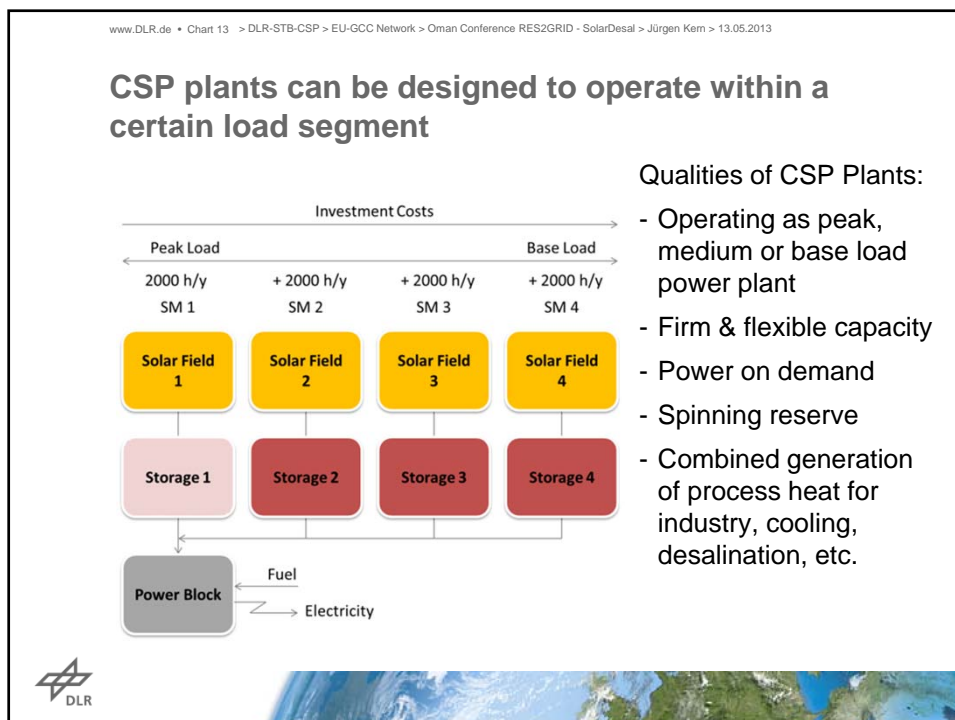 www.DLR.de • Chart 13 > DLR-STB-CSP > EU-GCC Network > Oman Conference RES2GRID - SolarDesal > Jürgen Kern > 13.05.2013
CSP plants can be designed to operate within a
certain load segment
Investment Costs
Peak Load Base Load
2000 h/y + 2000 h/y + 2000 h/y + 2000 h/y
SM 1 SM 2 SM 3 SM 4
Solar Field Solar Field Solar Field Solar Field
1 2 3 4
Storage 1 Storage 2 Storage 3 Storage 4
Fuel
Power Block
Electricity
Qualities of CSP Plants:
- Operating as peak,
medium or base load
power plant
- Firm & flexible capacity
- Power on demand
- Spinning reserve
- Combined generation
of process heat for
industry, cooling,
desalination, etc.
DLR